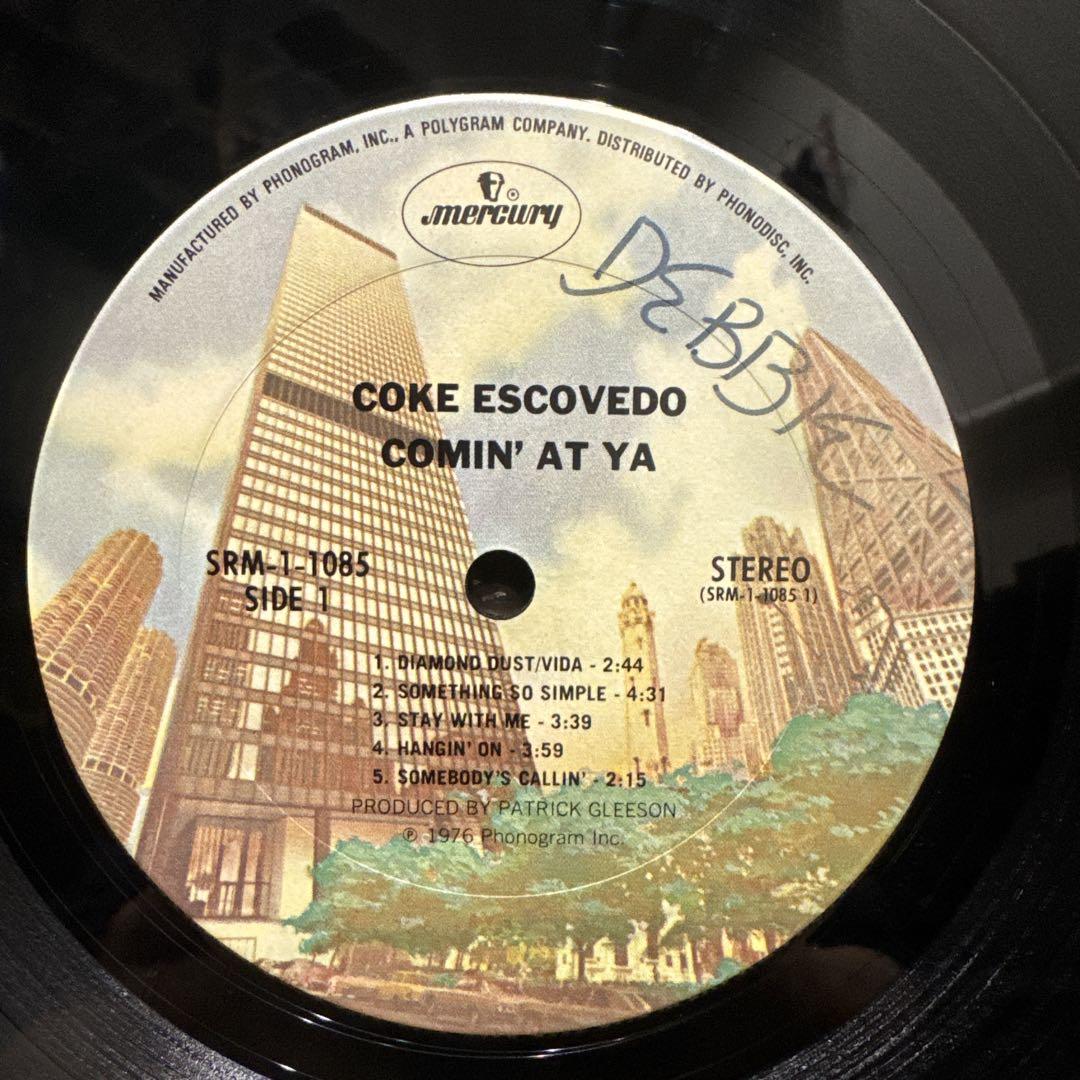 MANUFACTURED BY PHONOGRAM, INC., A POLYGRAM COMPANY. DISTRIBUTED BY PHONODISC, INC.
mercury ®
DEBBYE
COKE ESCOVEDO
COMIN' AT YA
SRM-1-1085
SIDE 1
STEREO
(SRM-1-1085 1)
1. DIAMOND DUST/VIDA - 2:44
2. SOMETHING SO SIMPLE - 4:31
3. STAY WITH ME - 3:39
4. HANGIN' ON - 3:59
5. SOMEBODY'S CALLIN' - 2:15
PRODUCED BY PATRICK GLEESON
℗ 1976 Phonogram Inc.